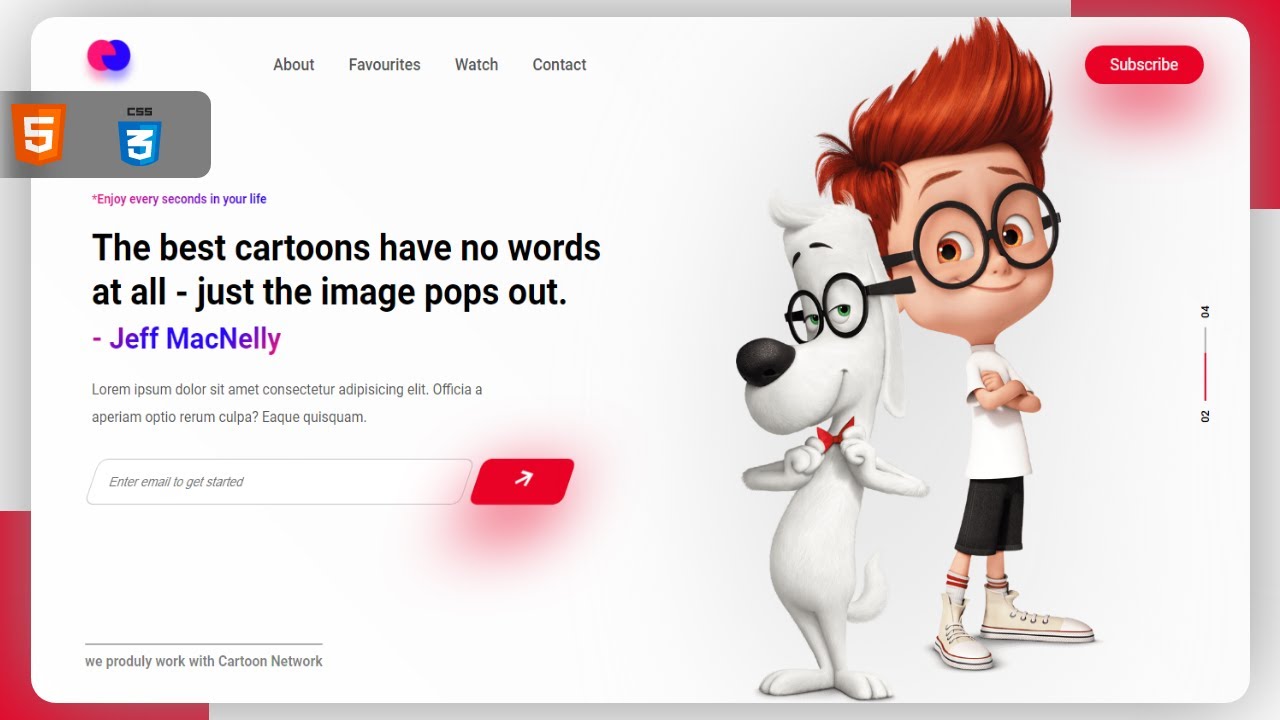 About Favourites Watch Contact
Subscribe
5
CSS
3
*Enjoy every seconds in your life
The best cartoons have no words
at all - just the image pops out.
- Jeff MacNelly
Lorem ipsum dolor sit amet consectetur adipisicing elit. Officia a
aperiam optio rerum culpa? Eaque quisquam.
Enter email to get started
04
02
we produly work with Cartoon Network